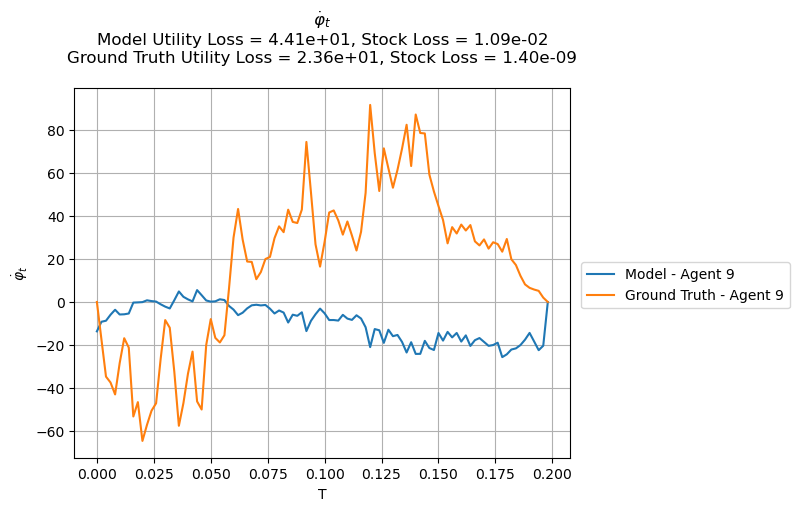 φ̇ₜ
Model Utility Loss = 4.41e+01, Stock Loss = 1.09e-02
Ground Truth Utility Loss = 2.36e+01, Stock Loss = 1.40e-09
φ̇ₜ
80
60
40
20
0
−20
−40
−60
0.000 0.025 0.050 0.075 0.100 0.125 0.150 0.175 0.200
T
Model - Agent 9
Ground Truth - Agent 9